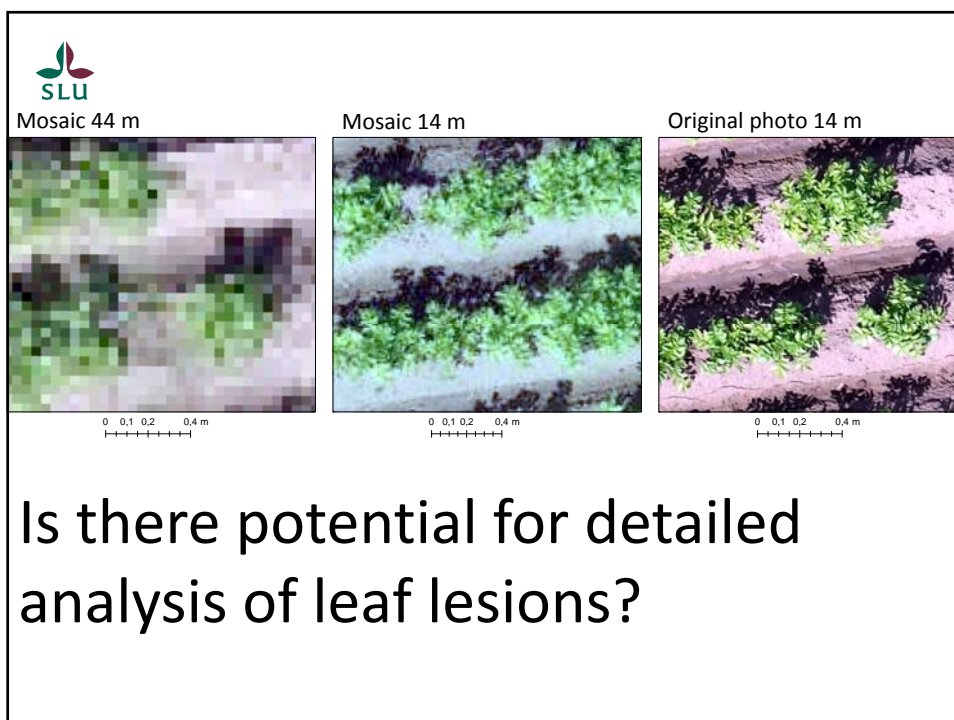 SLU
Mosaic 44 m
Mosaic 14 m
Original photo 14 m
0 0,1 0,2 0,4 m
0 0,1 0,2 0,4 m
0 0,1 0,2 0,4 m
Is there potential for detailed
analysis of leaf lesions?